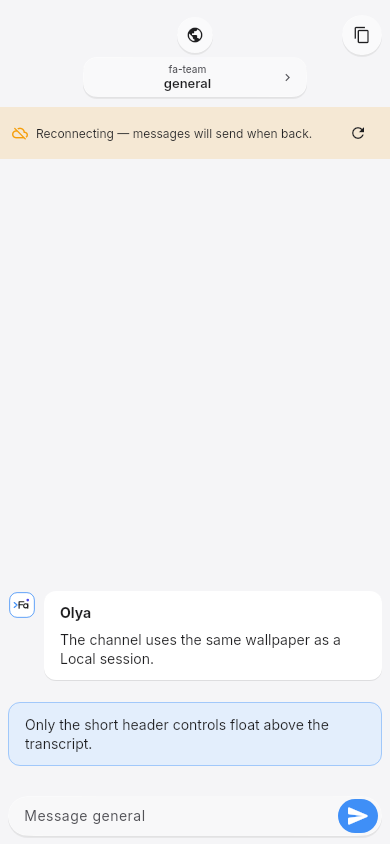 fa-team
general
Reconnecting — messages will send when back.
>Fa
Olya
The channel uses the same wallpaper as a
Local session.
Only the short header controls float above the
transcript.
Message general